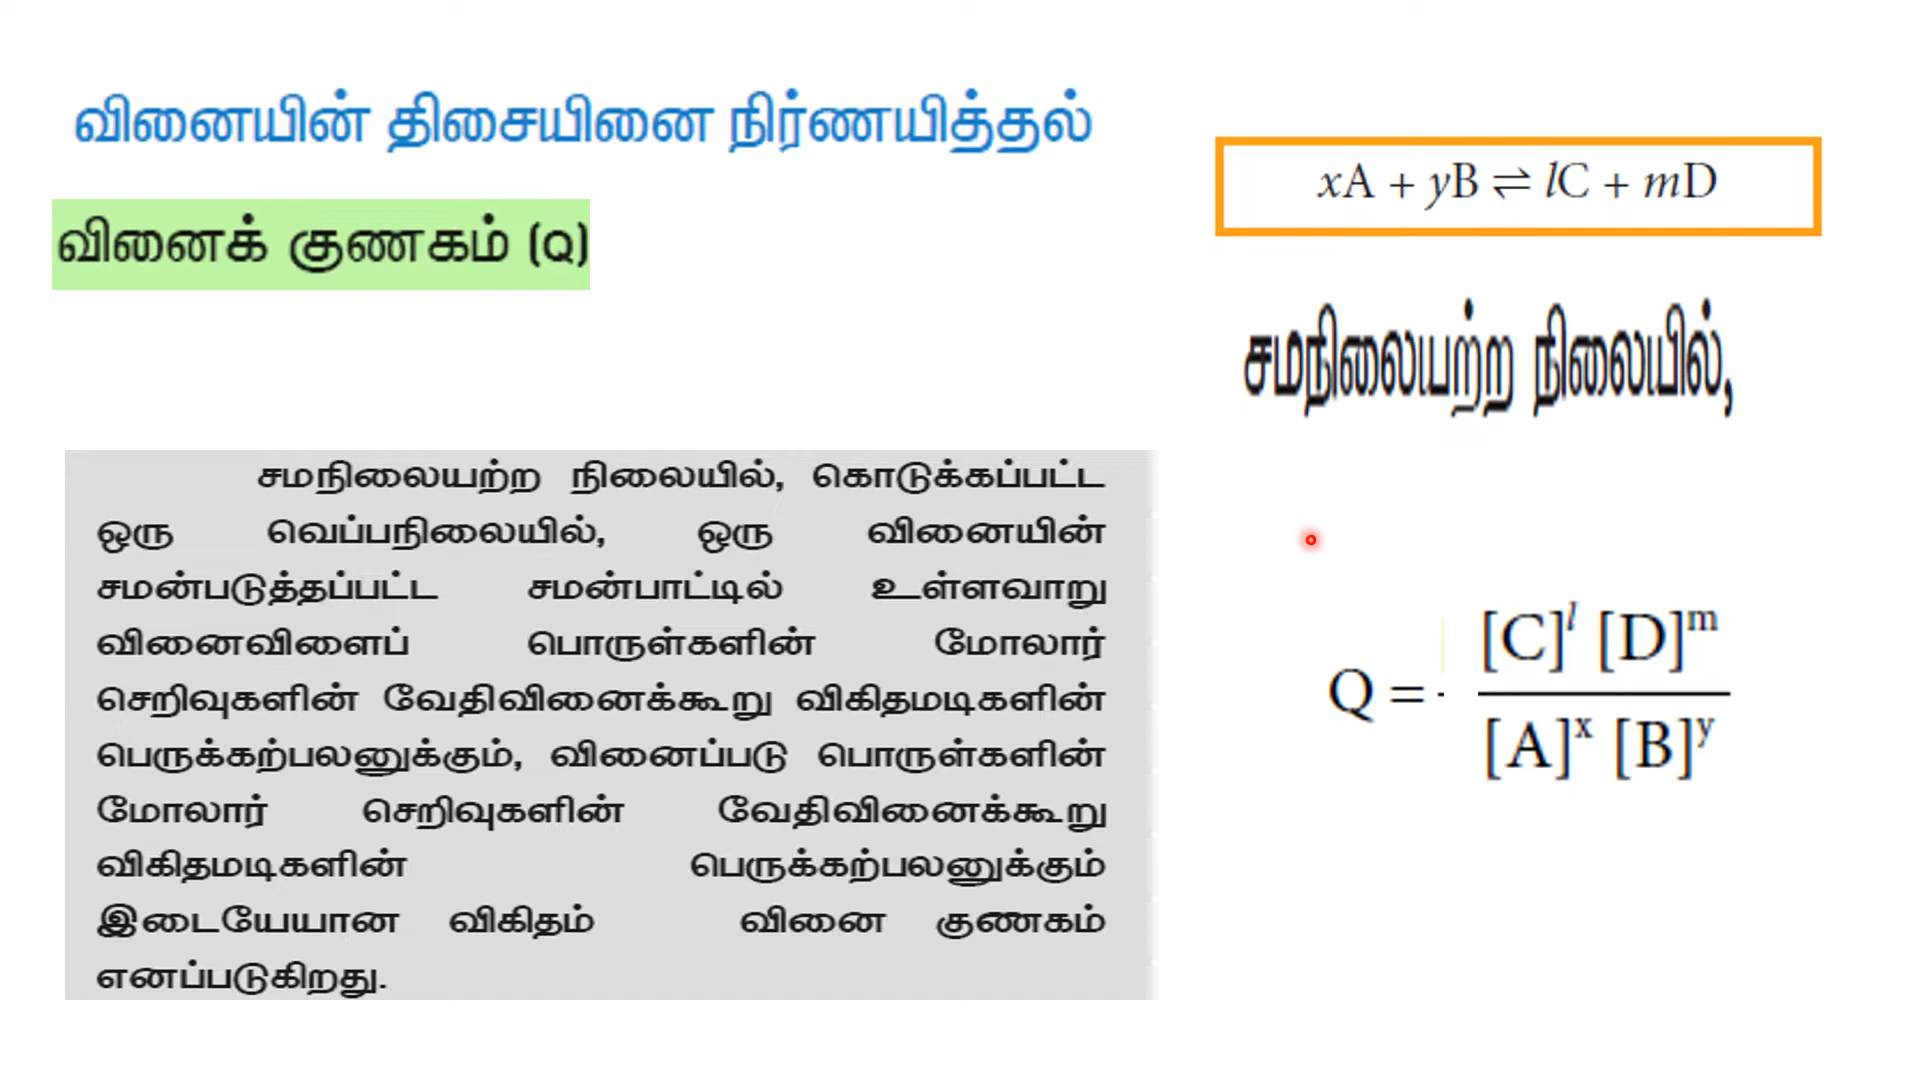 வினையின் திசையினை நிர்ணயித்தல்
வினைக் குணகம் (Q)
சமநிலையற்ற நிலையில், கொடுக்கப்பட்ட
ஒரு வெப்பநிலையில், ஒரு வினையின்
சமன்படுத்தப்பட்ட சமன்பாட்டில் உள்ளவாறு
வினைவிளைப் பொருள்களின் மோலார்
செறிவுகளின் வேதிவினைக்கூறு விகிதமடிகளின்
பெருக்கற்பலனுக்கும், வினைப்படு பொருள்களின்
மோலார் செறிவுகளின் வேதிவினைக்கூறு
விகிதமடிகளின் பெருக்கற்பலனுக்கும்
இடையேயான விகிதம் வினை குணகம்
எனப்படுகிறது.
xA + yB ⇌ lC + mD
சமநிலையற்ற நிலையில்,
Q = [C]^l [D]^m / [A]^x [B]^y